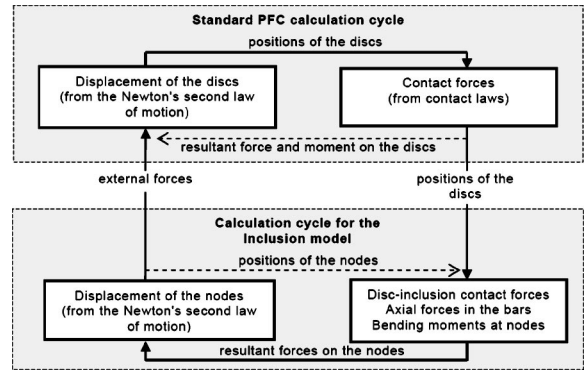 Standard PFC calculation cycle
positions of the discs
Displacement of the discs
(from the Newton's second law
of motion)
Contact forces
(from contact laws)
resultant force and moment on the discs
external forces
positions of the
discs
Calculation cycle for the
Inclusion model
positions of the nodes
Displacement of the nodes
(from the Newton's second law
of motion)
Disc-inclusion contact forces
Axial forces in the bars
Bending moments at nodes
resultant forces on the nodes